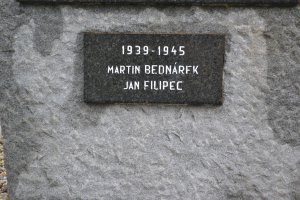 1939-1945
MARTIN BEDNÁREK
JAN FILIPEC